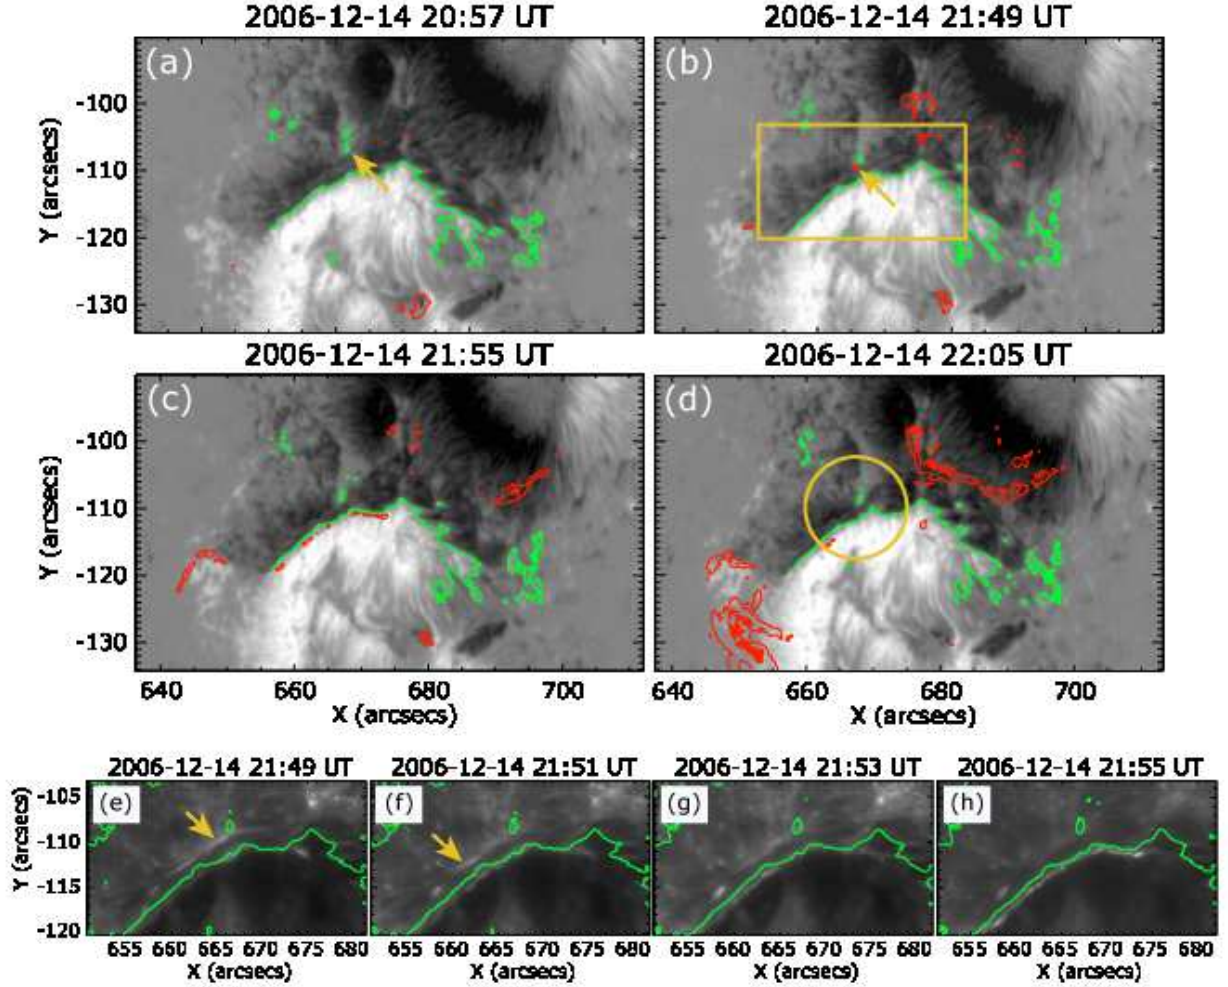 2006-12-14 20:57 UT
2006-12-14 21:49 UT
(a)
(b)
-100
-110
-120
-130
Y (arcsecs)
2006-12-14 21:55 UT
2006-12-14 22:05 UT
(c)
(d)
-100
-110
-120
-130
Y (arcsecs)
640 660 680 700
640 660 680 700
X (arcsecs)
X (arcsecs)
2006-12-14 21:49 UT
2006-12-14 21:51 UT
2006-12-14 21:53 UT
2006-12-14 21:55 UT
(e)
(f)
(g)
(h)
-105
-110
-115
-120
Y (arcsecs)
655 660 665 670 675 680
655 660 665 670 675 680
655 660 665 670 675 680
655 660 665 670 675 680
X (arcsecs)
X (arcsecs)
X (arcsecs)
X (arcsecs)